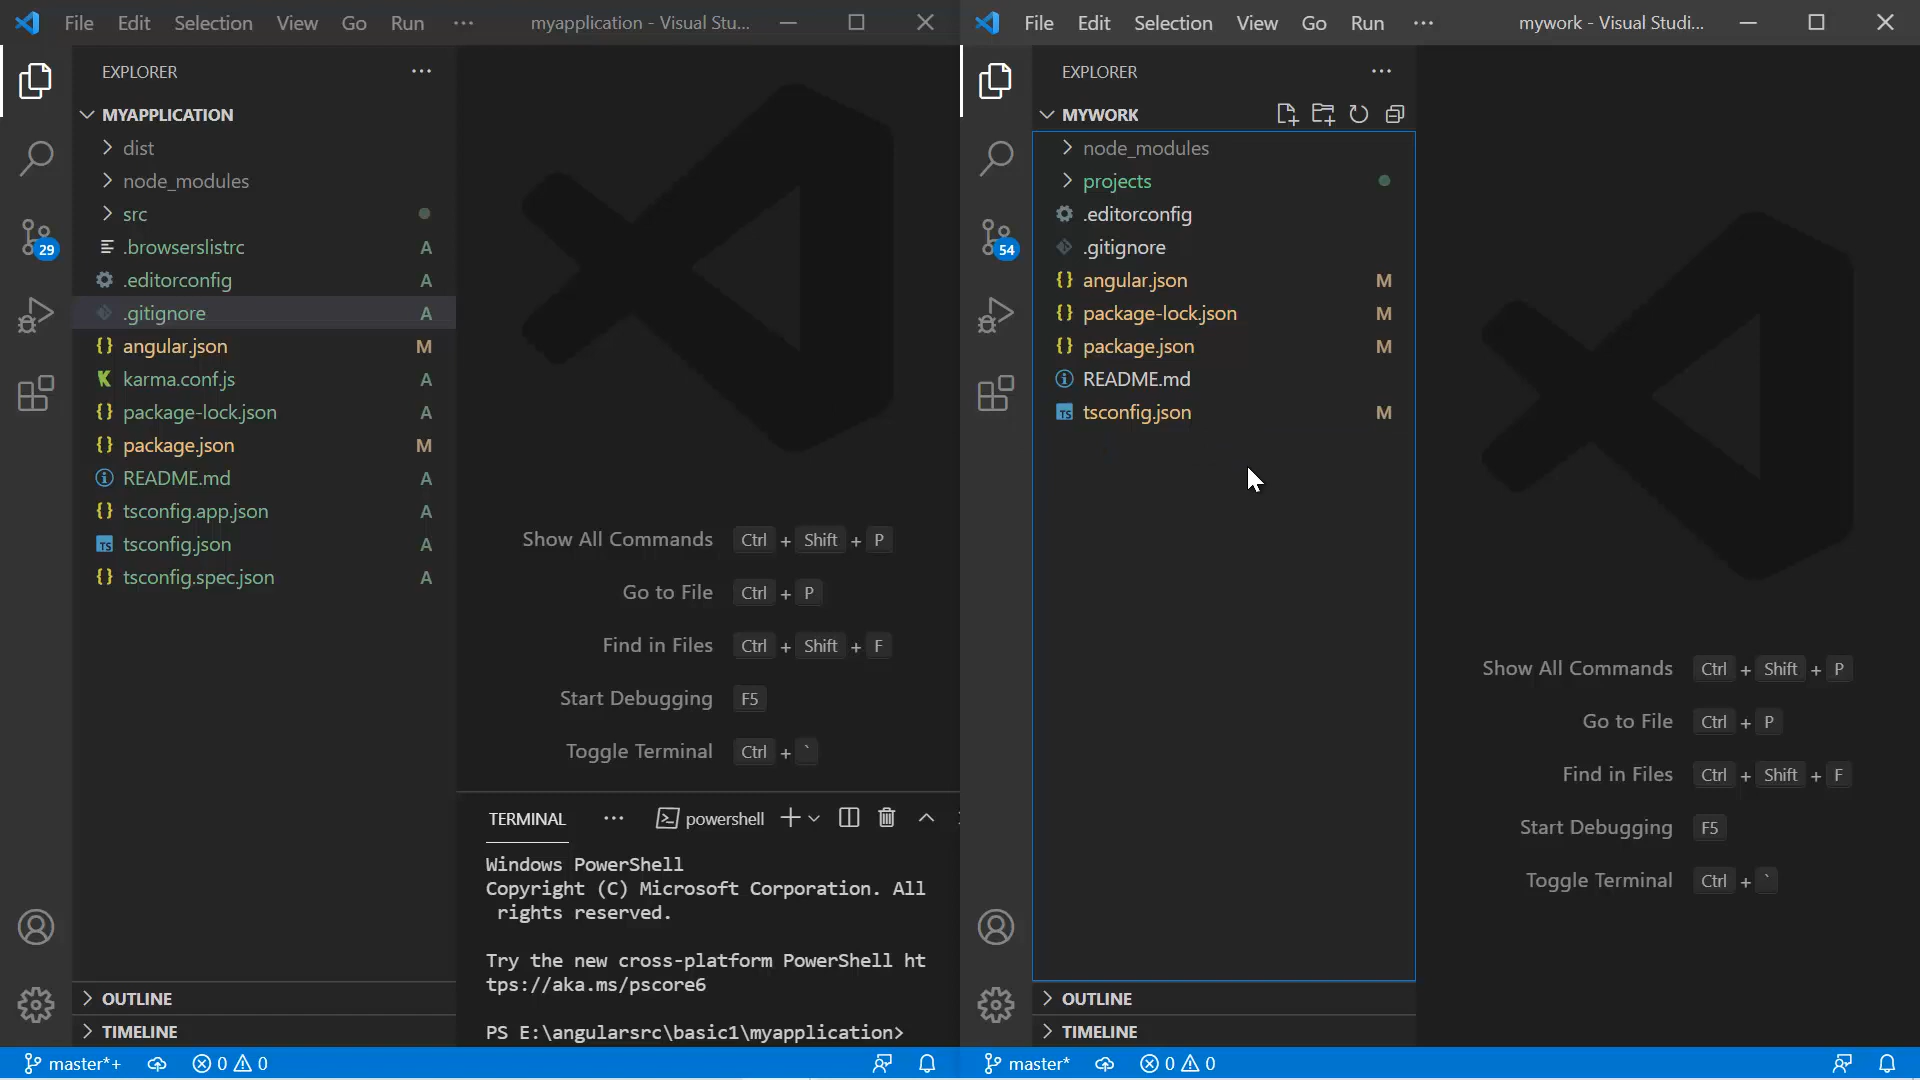 File Edit Selection View Go Run ··· myapplication - Visual Stu...
EXPLORER ···
MYAPPLICATION
dist
node_modules
src
.browserslistrc A
.editorconfig A
.gitignore A
angular.json M
karma.conf.js A
package-lock.json A
package.json M
README.md A
tsconfig.app.json A
tsconfig.json A
tsconfig.spec.json A
OUTLINE
TIMELINE
29
Show All Commands Ctrl + Shift + P
Go to File Ctrl + P
Find in Files Ctrl + Shift + F
Start Debugging F5
Toggle Terminal Ctrl + `
TERMINAL ··· powershell
Windows PowerShell
Copyright (C) Microsoft Corporation. All
rights reserved.
Try the new cross-platform PowerShell ht
tps://aka.ms/pscore6
PS E:\angularsrc\basic1\myapplication>
master*+ 0 0
File Edit Selection View Go Run ··· mywork - Visual Studi...
EXPLORER ···
MYWORK
node_modules
projects
.editorconfig
.gitignore
angular.json M
package-lock.json M
package.json M
README.md
tsconfig.json M
OUTLINE
TIMELINE
54
Show All Commands Ctrl + Shift + P
Go to File Ctrl + P
Find in Files Ctrl + Shift + F
Start Debugging F5
Toggle Terminal Ctrl + `
master* 0 0